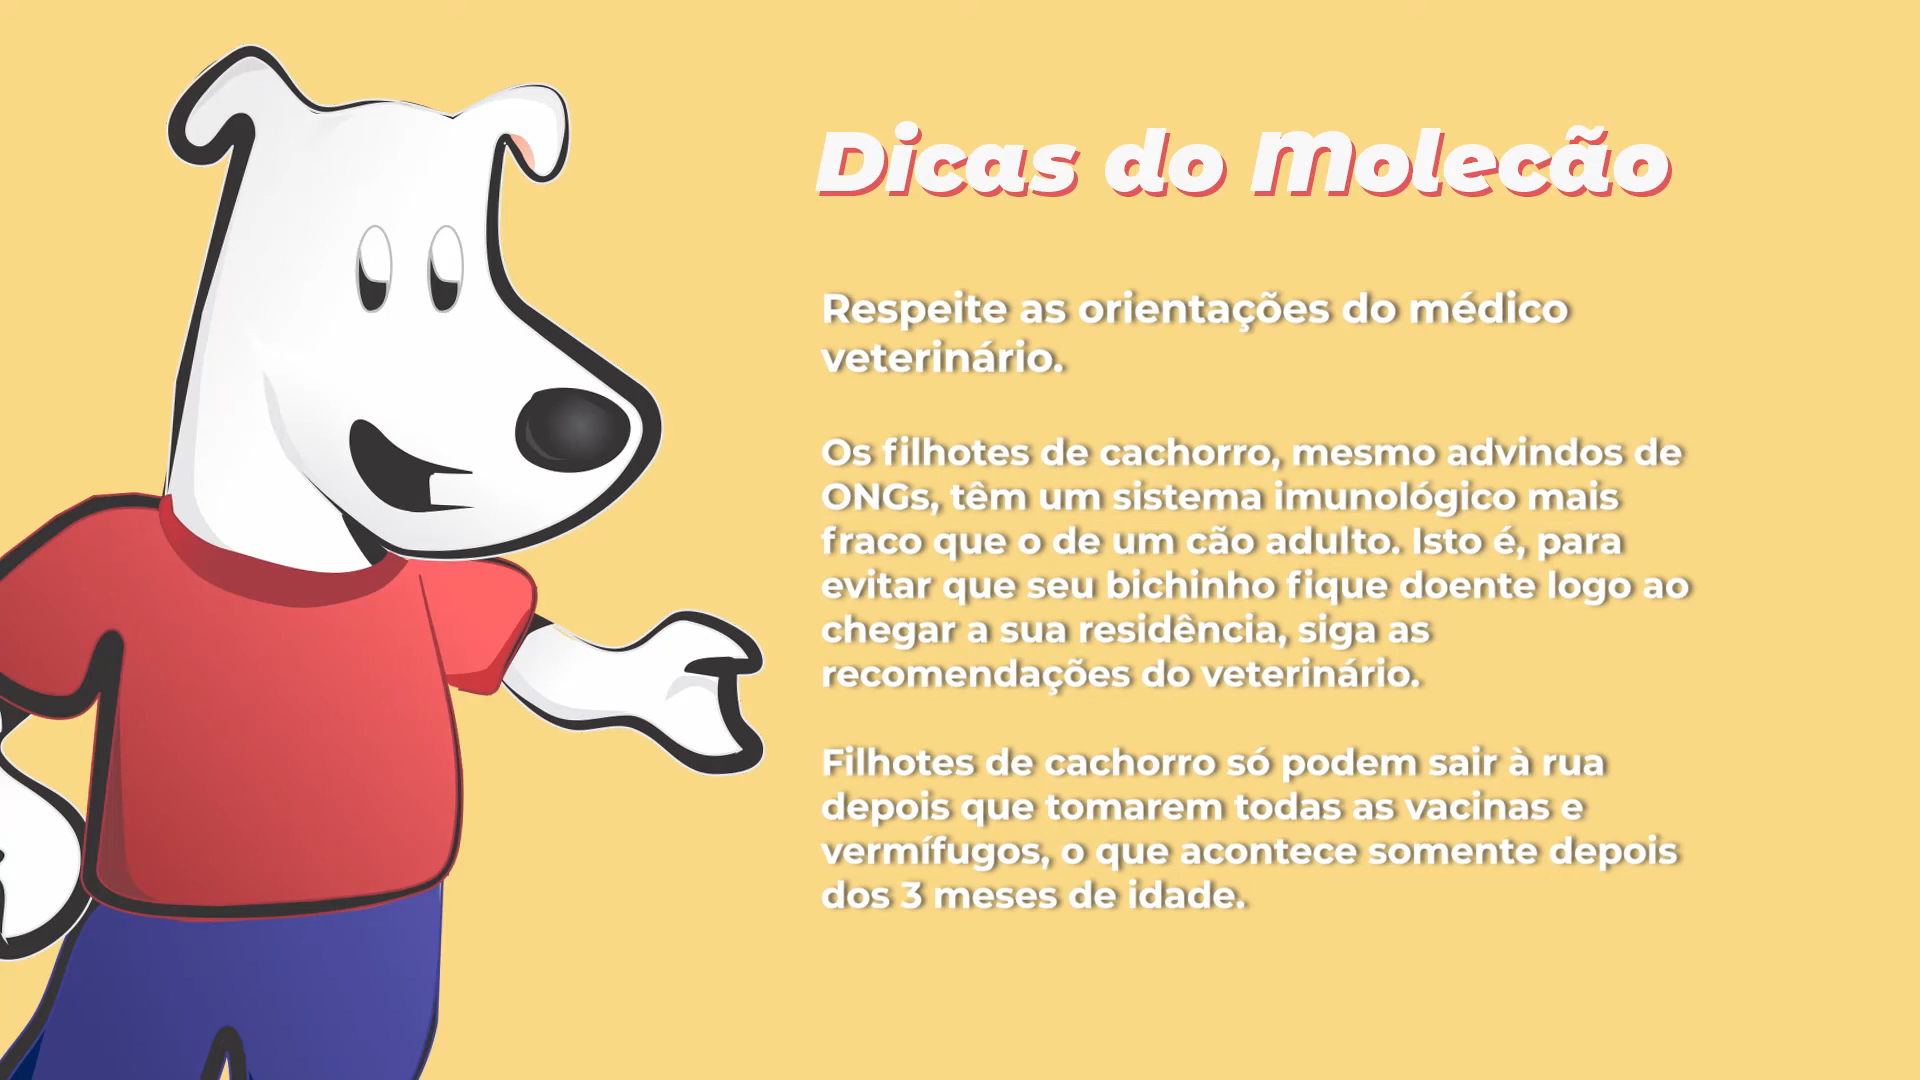 Dicas do Molecão
Respeite as orientações do médico
veterinário.
Os filhotes de cachorro, mesmo advindos de
ONGs, têm um sistema imunológico mais
fraco que o de um cão adulto. Isto é, para
evitar que seu bichinho fique doente logo ao
chegar a sua residência, siga as
recomendações do veterinário.
Filhotes de cachorro só podem sair à rua
depois que tomarem todas as vacinas e
vermífugos, o que acontece somente depois
dos 3 meses de idade.